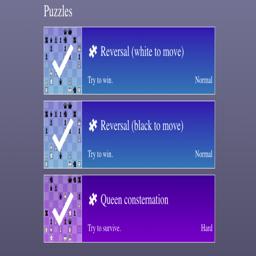 Puzzles
Reversal (white to move)
Try to win. Normal
Reversal (black to move)
Try to win. Normal
Queen consternation
Try to survive. Hard